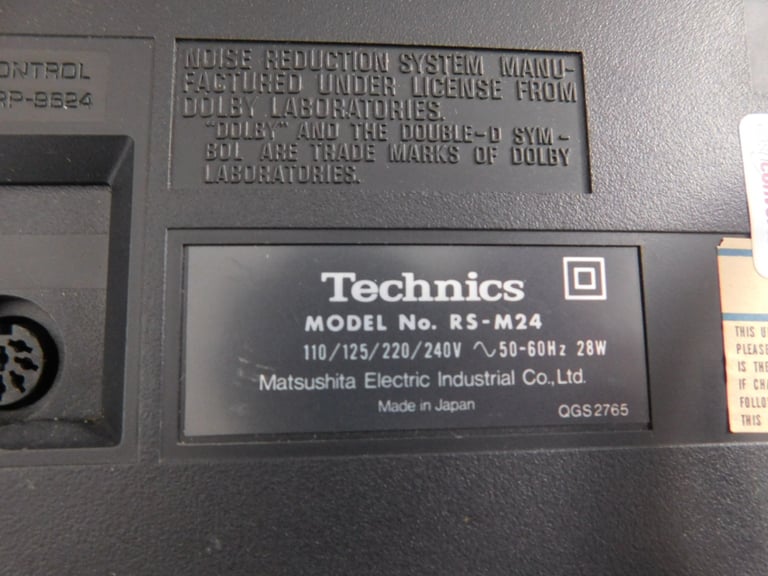 ONTROL
RP-9624
NOISE REDUCTION SYSTEM MANU-
FACTURED UNDER LICENSE FROM
DOLBY LABORATORIES.
"DOLBY" AND THE DOUBLE-D SYM-
BOL ARE TRADE MARKS OF DOLBY
LABORATORIES.
Technics
MODEL No. RS-M24
110/125/220/240V ∿50-60Hz 28W
Matsushita Electric Industrial Co., Ltd.
Made in Japan
QGS2765
THIS U
PLEASE
IS THE
IF CHA
FOLLO
THIS